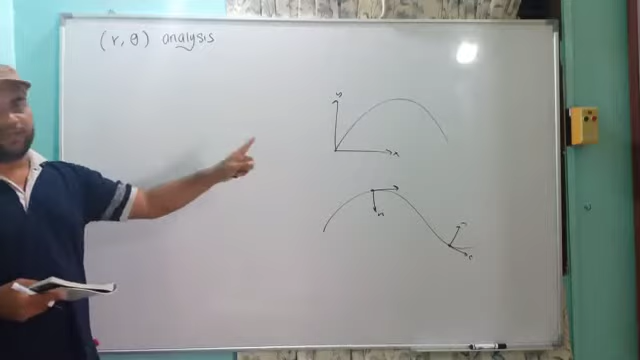 (r, θ) analysis
y
x
n